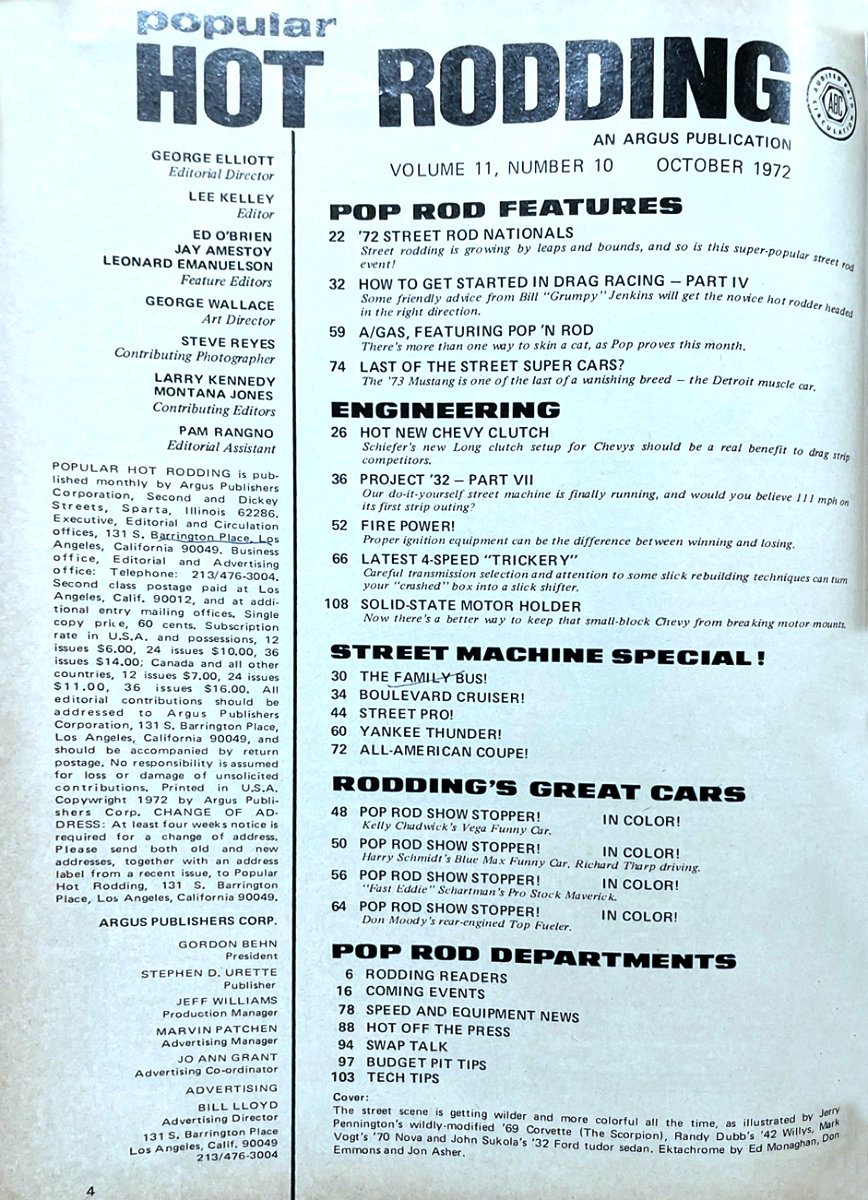 popular
HOT RODDING
AUDITED PAID CIRCULATION
ABC
AN ARGUS PUBLICATION
VOLUME 11, NUMBER 10 OCTOBER 1972
GEORGE ELLIOTT
Editorial Director
LEE KELLEY
Editor
ED O'BRIEN
JAY AMESTOY
LEONARD EMANUELSON
Feature Editors
GEORGE WALLACE
Art Director
STEVE REYES
Contributing Photographer
LARRY KENNEDY
MONTANA JONES
Contributing Editors
PAM RANGNO
Editorial Assistant
POPULAR HOT RODDING is pub-
lished monthly by Argus Publishers
Corporation, Second and Dickey
Streets, Sparta, Illinois 62286.
Executive, Editorial and Circulation
offices, 131 S. Barrington Place, Los
Angeles, California 90049. Business
office, Editorial and Advertising
office: Telephone: 213/476-3004.
Second class postage paid at Los
Angeles, Calif. 90012, and at addi-
tional entry mailing offices. Single
copy price, 60 cents. Subscription
rate in U.S.A. and possessions, 12
issues $6.00, 24 issues $10.00, 36
issues $14.00; Canada and all other
countries, 12 issues $7.00, 24 issues
$11.00, 36 issues $16.00. All
editorial contributions should be
addressed to Argus Publishers
Corporation, 131 S. Barrington Place,
Los Angeles, California 90049, and
should be accompanied by return
postage. No responsibility is assumed
for loss or damage of unsolicited
contributions. Printed in U.S.A.
Copywright 1972 by Argus Publi-
shers Corp. CHANGE OF AD-
DRESS: At least four weeks notice is
required for a change of address.
Please send both old and new
addresses, together with an address
label from a recent issue, to Popular
Hot Rodding, 131 S. Barrington
Place, Los Angeles, California 90049.
ARGUS PUBLISHERS CORP.
GORDON BEHN
President
STEPHEN D. URETTE
Publisher
JEFF WILLIAMS
Production Manager
MARVIN PATCHEN
Advertising Manager
JO ANN GRANT
Advertising Co-ordinator
ADVERTISING
BILL LLOYD
Advertising Director
131 S. Barrington Place
Los Angeles, Calif. 90049
213/476-3004
POP ROD FEATURES
22 '72 STREET ROD NATIONALS
Street rodding is growing by leaps and bounds, and so is this super-popular street rod
event!
32 HOW TO GET STARTED IN DRAG RACING – PART IV
Some friendly advice from Bill "Grumpy" Jenkins will get the novice hot rodder headed
in the right direction.
59 A/GAS, FEATURING POP 'N ROD
There's more than one way to skin a cat, as Pop proves this month.
74 LAST OF THE STREET SUPER CARS?
The '73 Mustang is one of the last of a vanishing breed – the Detroit muscle car.
ENGINEERING
26 HOT NEW CHEVY CLUTCH
Schiefer's new Long clutch setup for Chevys should be a real benefit to drag strip
competitors.
36 PROJECT '32 – PART VII
Our do-it-yourself street machine is finally running, and would you believe 111 mph on
its first strip outing?
52 FIRE POWER!
Proper ignition equipment can be the difference between winning and losing.
66 LATEST 4-SPEED "TRICKERY"
Careful transmission selection and attention to some slick rebuilding techniques can turn
your "crashed" box into a slick shifter.
108 SOLID-STATE MOTOR HOLDER
Now there's a better way to keep that small-block Chevy from breaking motor mounts.
STREET MACHINE SPECIAL!
30 THE FAMILY BUS!
34 BOULEVARD CRUISER!
44 STREET PRO!
60 YANKEE THUNDER!
72 ALL-AMERICAN COUPE!
RODDING'S GREAT CARS
48 POP ROD SHOW STOPPER! IN COLOR!
Kelly Chadwick's Vega Funny Car.
50 POP ROD SHOW STOPPER! IN COLOR!
Harry Schmidt's Blue Max Funny Car. Richard Tharp driving.
56 POP ROD SHOW STOPPER! IN COLOR!
"Fast Eddie" Schartman's Pro Stock Maverick.
64 POP ROD SHOW STOPPER! IN COLOR!
Don Moody's rear-engined Top Fueler.
POP ROD DEPARTMENTS
6 RODDING READERS
16 COMING EVENTS
78 SPEED AND EQUIPMENT NEWS
88 HOT OFF THE PRESS
94 SWAP TALK
97 BUDGET PIT TIPS
103 TECH TIPS
Cover:
The street scene is getting wilder and more colorful all the time, as illustrated by Jerry
Pennington's wildly-modified '69 Corvette (The Scorpion), Randy Dubb's '42 Willys, Mark
Vogt's '70 Nova and John Sukola's '32 Ford tudor sedan. Ektachrome by Ed Monaghan, Don
Emmons and Jon Asher.
4